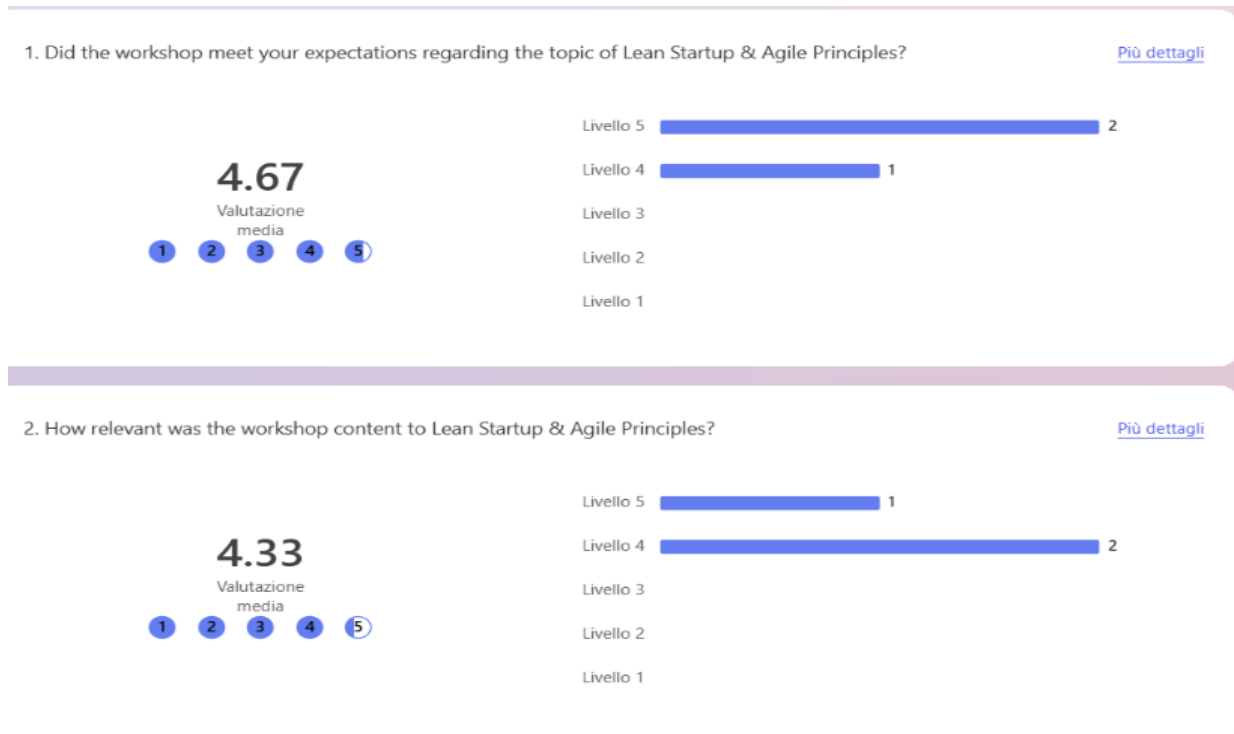 1. Did the workshop meet your expectations regarding the topic of Lean Startup & Agile Principles?
Più dettagli
4.67
Valutazione
media
1 2 3 4 5
Livello 5 2
Livello 4 1
Livello 3
Livello 2
Livello 1
2. How relevant was the workshop content to Lean Startup & Agile Principles?
Più dettagli
4.33
Valutazione
media
1 2 3 4 5
Livello 5 1
Livello 4 2
Livello 3
Livello 2
Livello 1